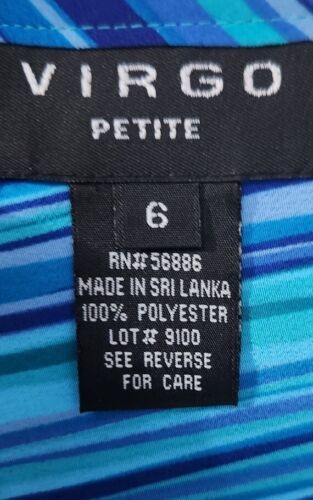 VIRGO
PETITE
6
RN# 56886
MADE IN SRI LANKA
100% POLYESTER
LOT# 9100
SEE REVERSE
FOR CARE